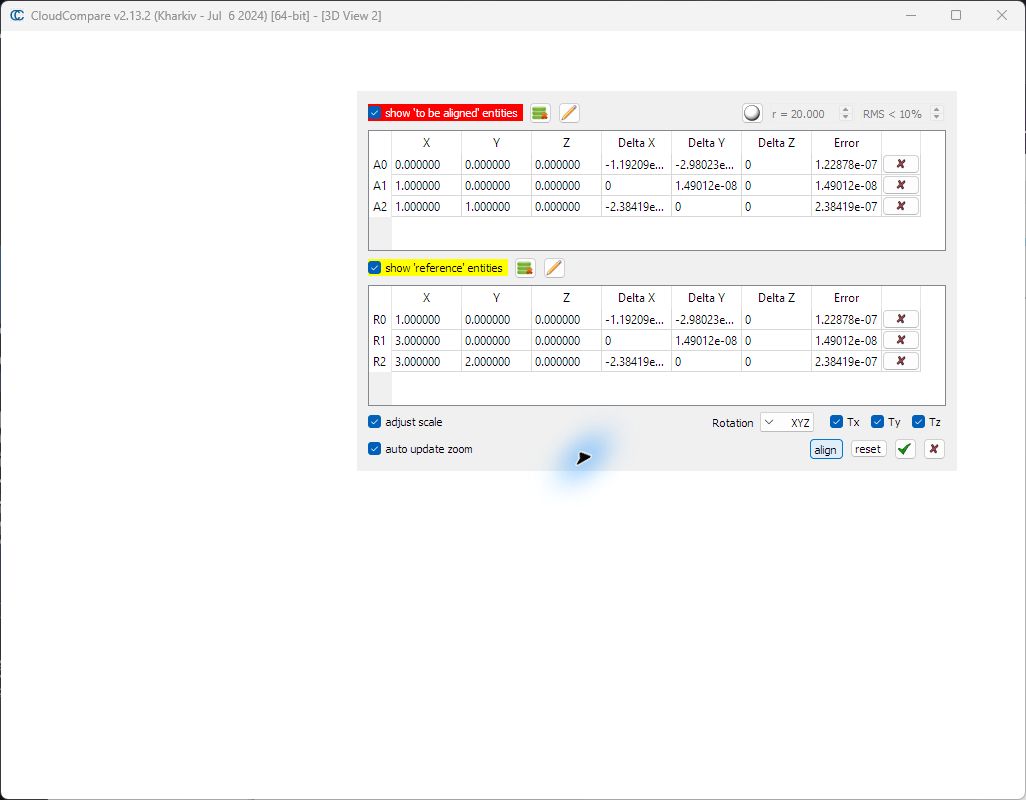 CloudCompare v2.13.2 (Kharkiv - Jul 6 2024) [64-bit] - [3D View 2]
show 'to be aligned' entities r = 20.000 RMS < 10%
X Y Z Delta X Delta Y Delta Z Error
A0 0.000000 0.000000 0.000000 -1.19209e... -2.98023e... 0 1.22878e-07
A1 1.000000 0.000000 0.000000 0 1.49012e-08 0 1.49012e-08
A2 1.000000 1.000000 0.000000 -2.38419e... 0 0 2.38419e-07
show 'reference' entities
X Y Z Delta X Delta Y Delta Z Error
R0 1.000000 0.000000 0.000000 -1.19209e... -2.98023e... 0 1.22878e-07
R1 3.000000 0.000000 0.000000 0 1.49012e-08 0 1.49012e-08
R2 3.000000 2.000000 0.000000 -2.38419e... 0 0 2.38419e-07
adjust scale Rotation XYZ Tx Ty Tz
auto update zoom align reset